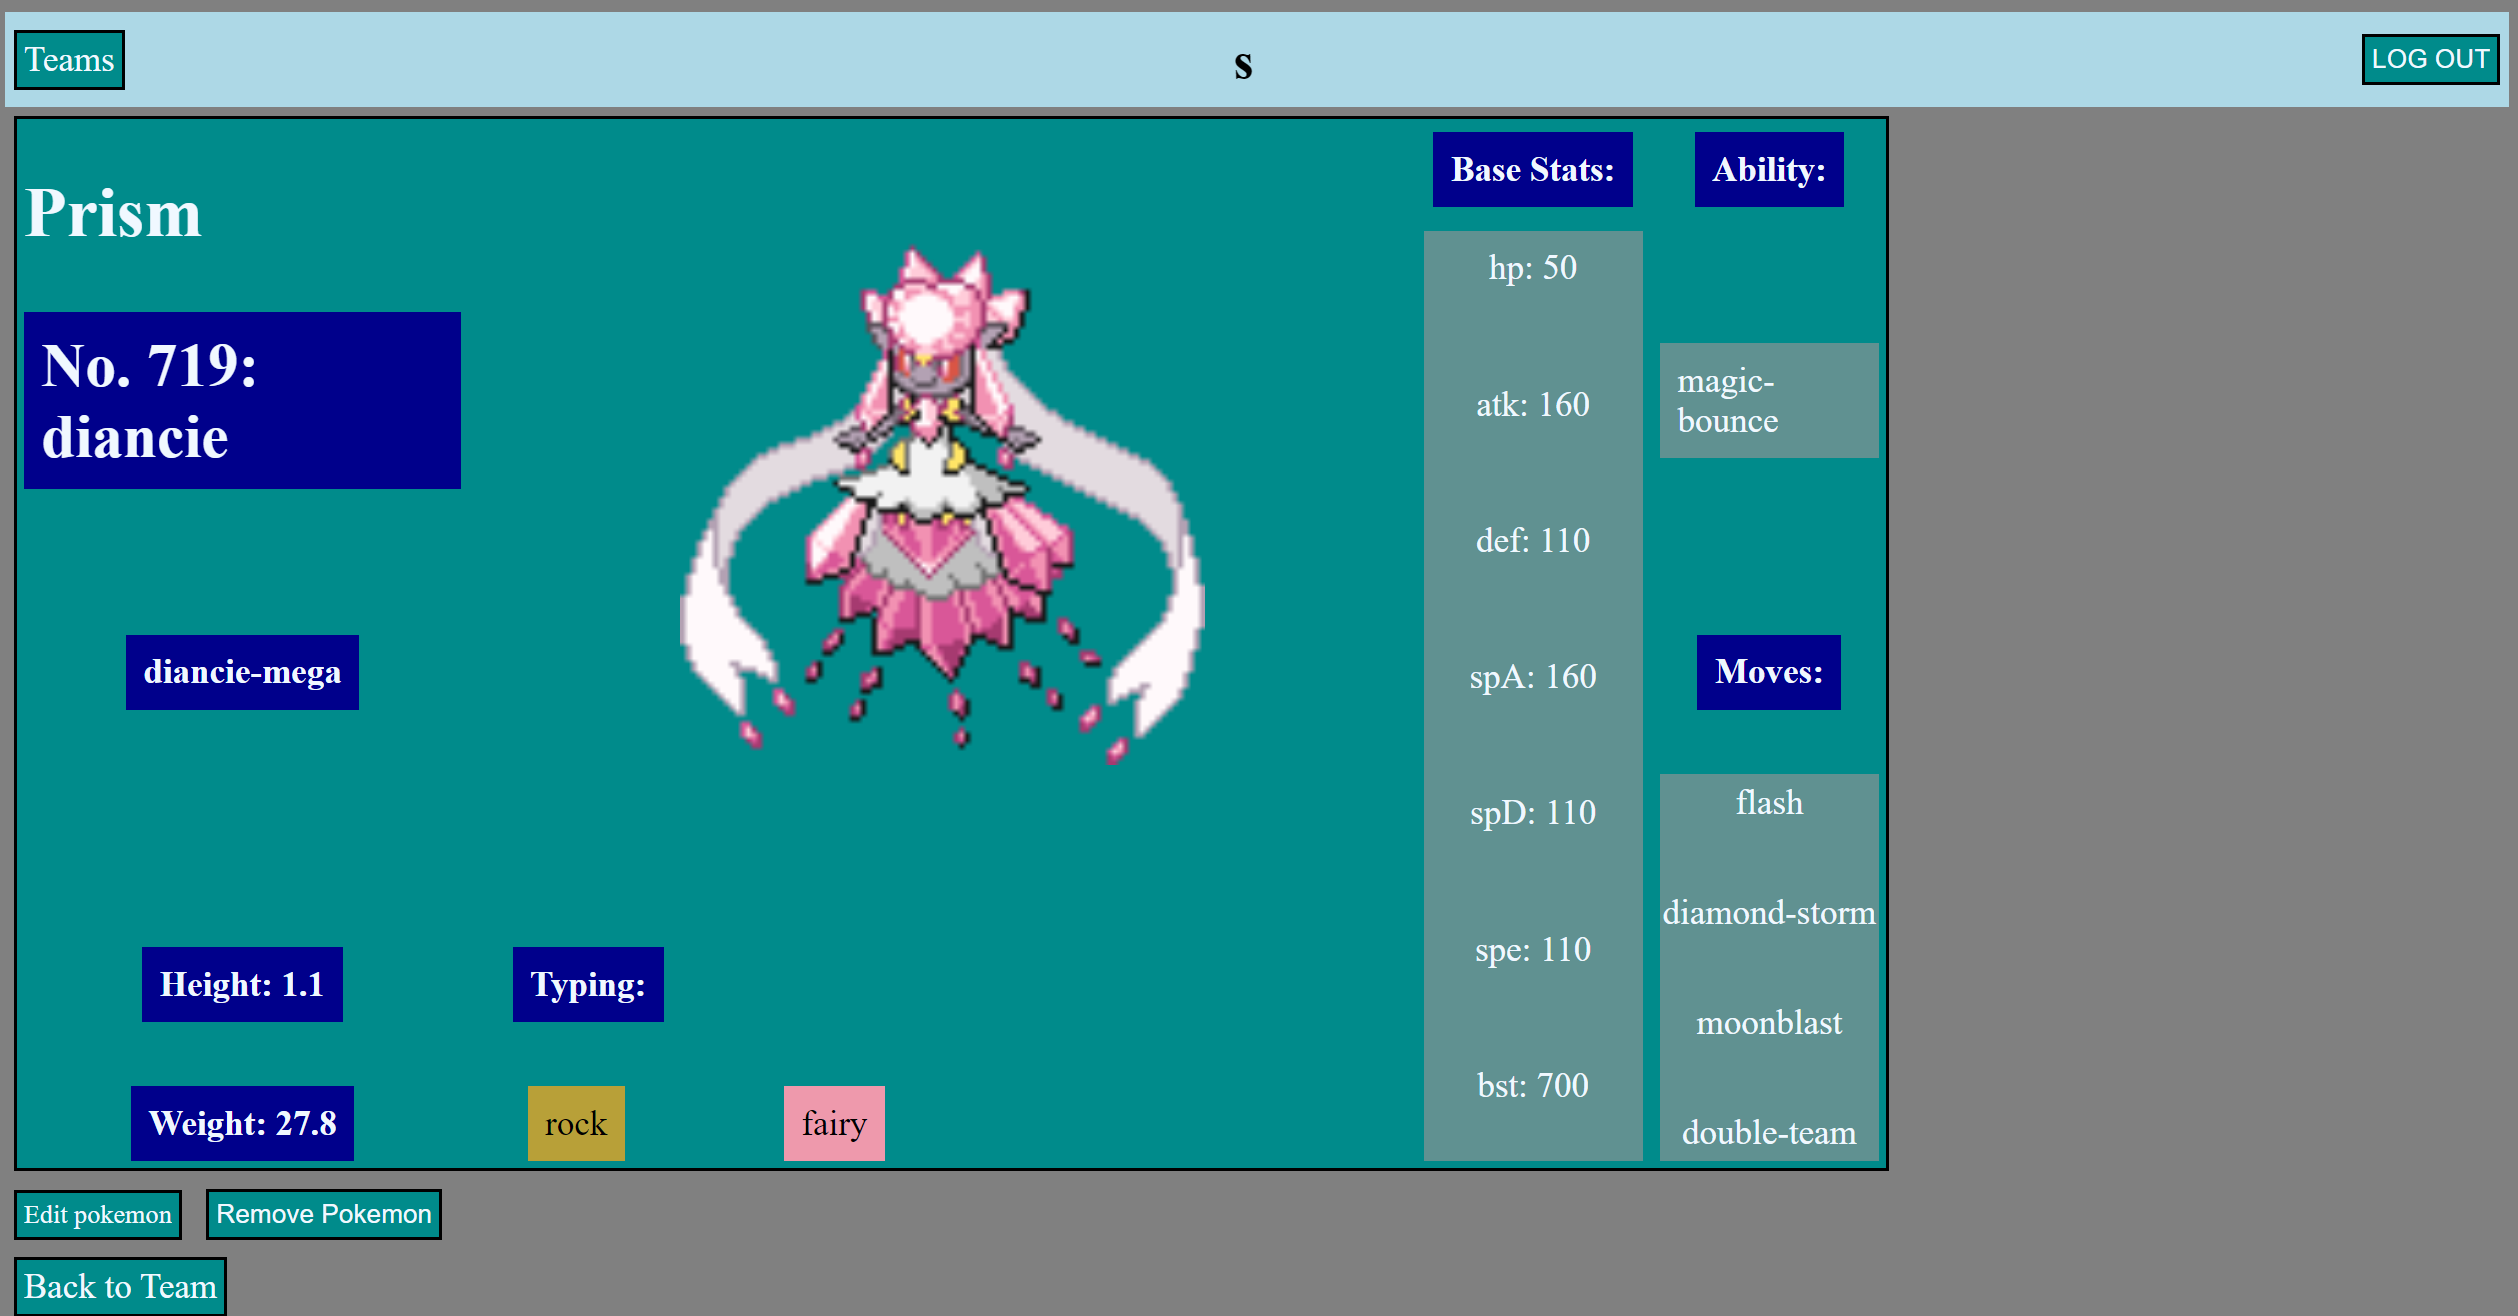 Teams
s
LOG OUT
Prism
No. 719:
diancie
diancie-mega
Height: 1.1
Weight: 27.8
Typing:
rock
fairy
Base Stats:
hp: 50
atk: 160
def: 110
spA: 160
spD: 110
spe: 110
bst: 700
Ability:
magic-
bounce
Moves:
flash
diamond-storm
moonblast
double-team
Edit pokemon
Remove Pokemon
Back to Team